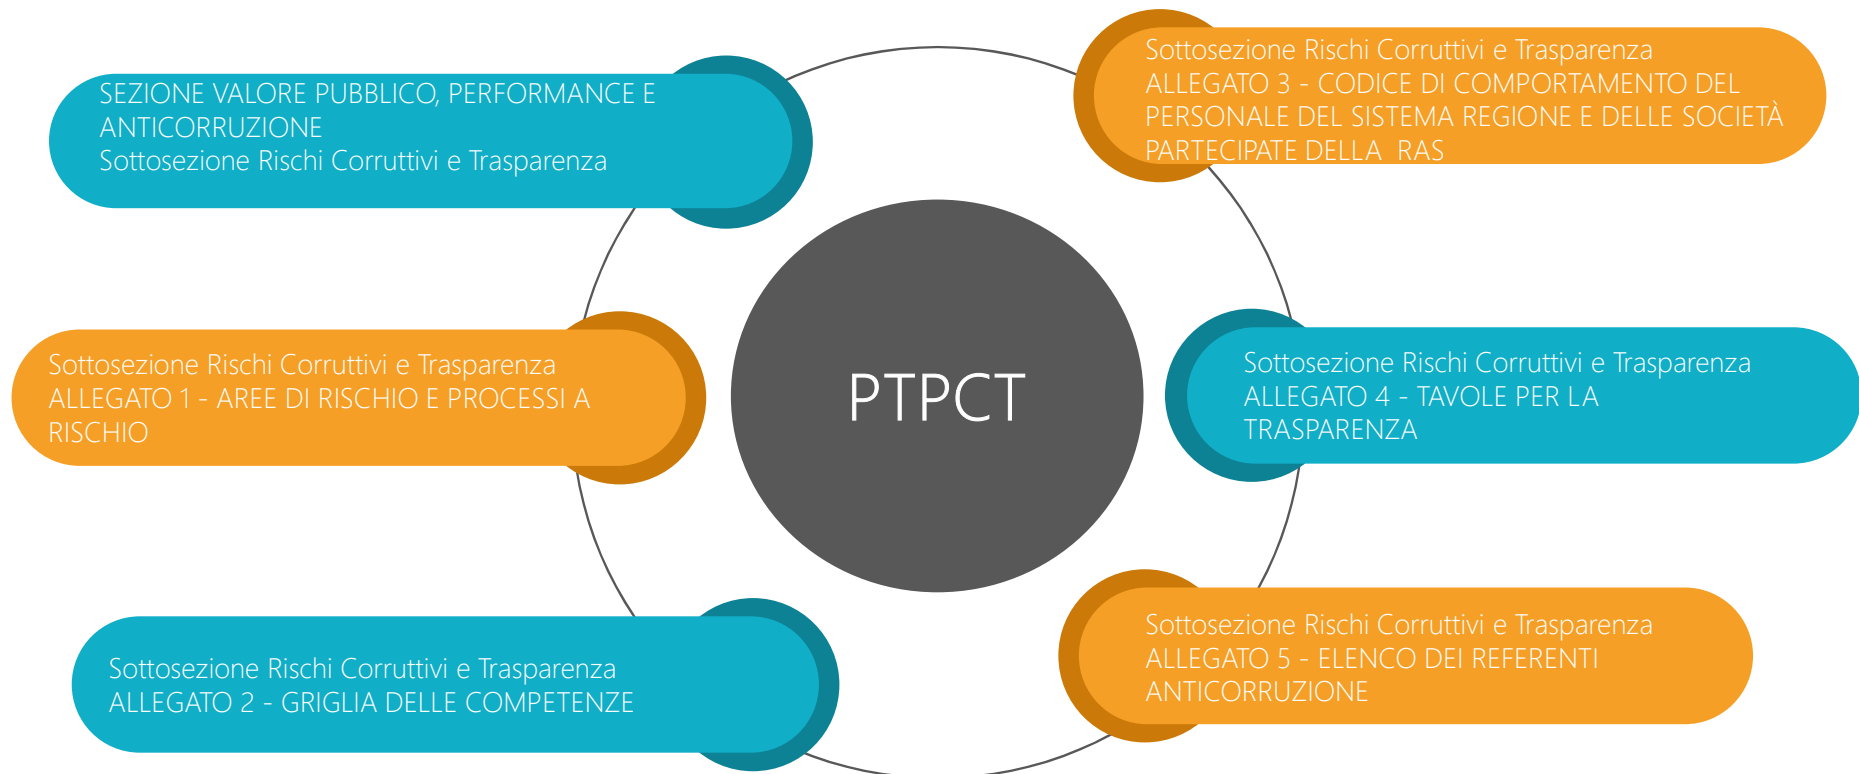 SEZIONE VALORE PUBBLICO, PERFORMANCE E
ANTICORRUZIONE
Sottosezione Rischi Corruttivi e Trasparenza
Sottosezione Rischi Corruttivi e Trasparenza
ALLEGATO 1 - AREE DI RISCHIO E PROCESSI A
RISCHIO
Sottosezione Rischi Corruttivi e Trasparenza
ALLEGATO 2 - GRIGLIA DELLE COMPETENZE
PTPCT
Sottosezione Rischi Corruttivi e Trasparenza
ALLEGATO 3 - CODICE DI COMPORTAMENTO DEL
PERSONALE DEL SISTEMA REGIONE E DELLE SOCIETÀ
PARTECIPATE DELLA RAS
Sottosezione Rischi Corruttivi e Trasparenza
ALLEGATO 4 - TAVOLE PER LA
TRASPARENZA
Sottosezione Rischi Corruttivi e Trasparenza
ALLEGATO 5 - ELENCO DEI REFERENTI
ANTICORRUZIONE